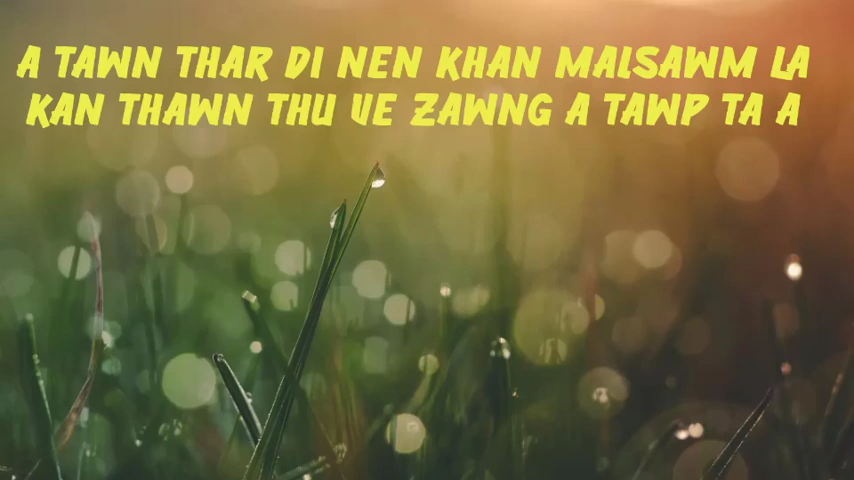 A TAWN THAR DI NEN KHAN MALSAWM LA
KAN THAWN THU VE ZAWNG A TAWP TA A